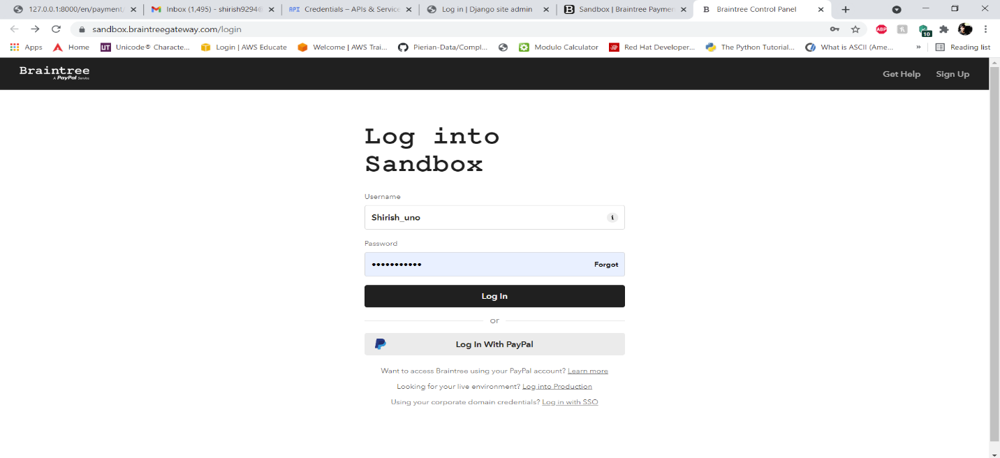 127.0.0.1:8000/en/payment/
Inbox (1,495) - shirish9294@
API Credentials – APIs & Service
Log in | Django site admin
B Sandbox | Braintree Paymen
B Braintree Control Panel
sandbox.braintreegateway.com/login
ABP
10
Apps
Home
UT Unicode® Characte...
Login | AWS Educate
Welcome | AWS Trai...
Pierian-Data/Compl...
Modulo Calculator
Red Hat Developer...
The Python Tutorial...
What is ASCII (Ame...
»
Reading list
Braintree
A PayPal Service
Get Help
Sign Up
Log into
Sandbox
Username
Shirish_uno
i
Password
•••••••••••
Forgot
Log In
or
Log In With PayPal
Want to access Braintree using your PayPal account? Learn more
Looking for your live environment? Log into Production
Using your corporate domain credentials? Log in with SSO